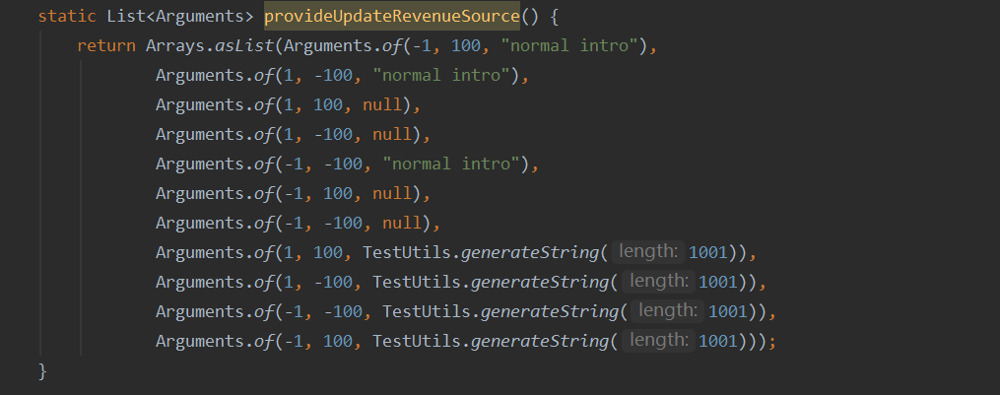 static List<Arguments> provideUpdateRevenueSource() {
return Arrays.asList(Arguments.of(-1, 100, "normal intro"),
Arguments.of(1, -100, "normal intro"),
Arguments.of(1, 100, null),
Arguments.of(1, -100, null),
Arguments.of(-1, -100, "normal intro"),
Arguments.of(-1, 100, null),
Arguments.of(-1, -100, null),
Arguments.of(1, 100, TestUtils.generateString( length: 1001)),
Arguments.of(1, -100, TestUtils.generateString( length: 1001)),
Arguments.of(-1, -100, TestUtils.generateString( length: 1001)),
Arguments.of(-1, 100, TestUtils.generateString( length: 1001)));
}